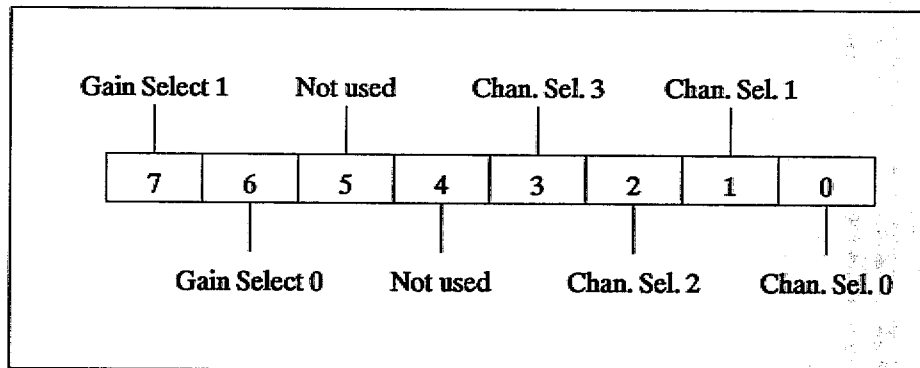 Gain Select 1 Not used Chan. Sel. 3 Chan. Sel. 1
7 6 5 4 3 2 1 0
Gain Select 0 Not used Chan. Sel. 2 Chan. Sel. 0